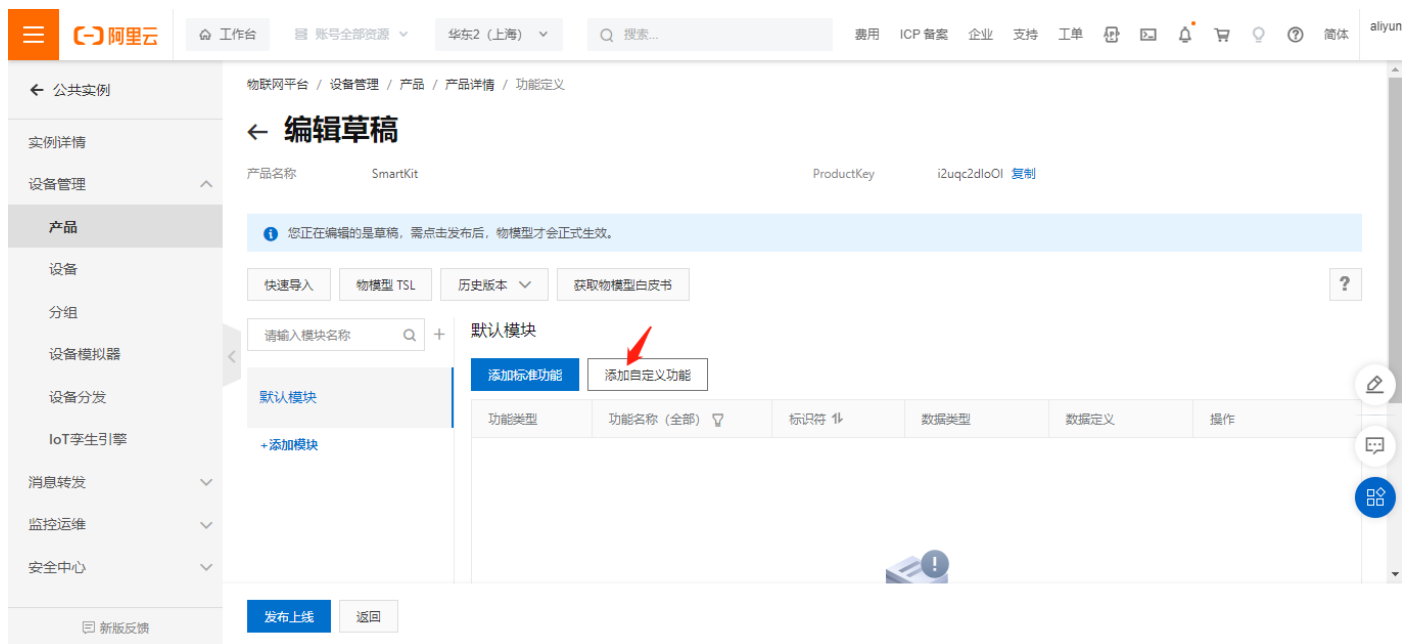 阿里云
工作台
账号全部资源
华东2（上海）
搜索...
费用
ICP 备案
企业
支持
工单
简体
aliyun
公共实例
实例详情
设备管理
产品
设备
分组
设备模拟器
设备分发
IoT孪生引擎
消息转发
监控运维
安全中心
新版反馈
物联网平台 / 设备管理 / 产品 / 产品详情 / 功能定义
编辑草稿
产品名称 SmartKit
ProductKey i2uqc2dIoOI 复制
您正在编辑的是草稿，需点击发布后，物模型才会正式生效。
快速导入
物模型 TSL
历史版本
获取物模型白皮书
?
请输入模块名称
默认模块
+添加模块
默认模块
添加标准功能
添加自定义功能
功能类型 功能名称（全部） 标识符 数据类型 数据定义 操作
发布上线
返回